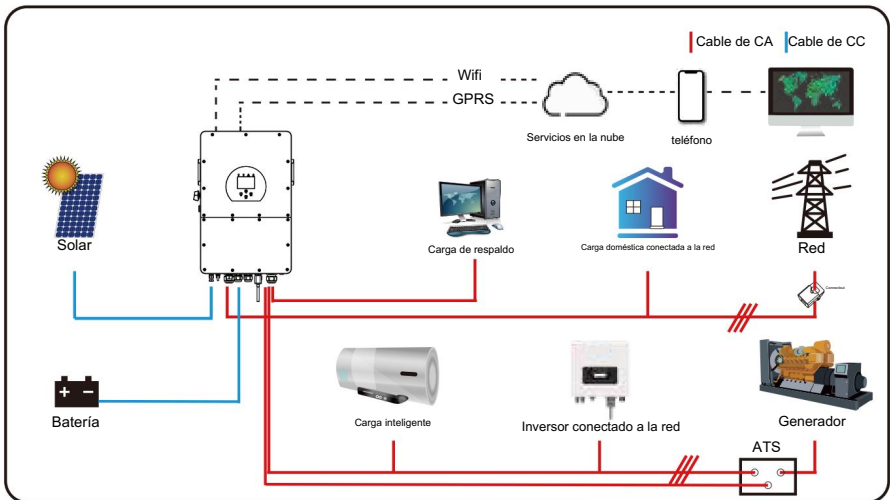 Cable de CA
Cable de CC
Wifi
GPRS
Servicios en la nube
teléfono
Solar
Carga de respaldo
Carga doméstica conectada a la red
Red
Batería
Carga inteligente
Inversor conectado a la red
Generador
ATS